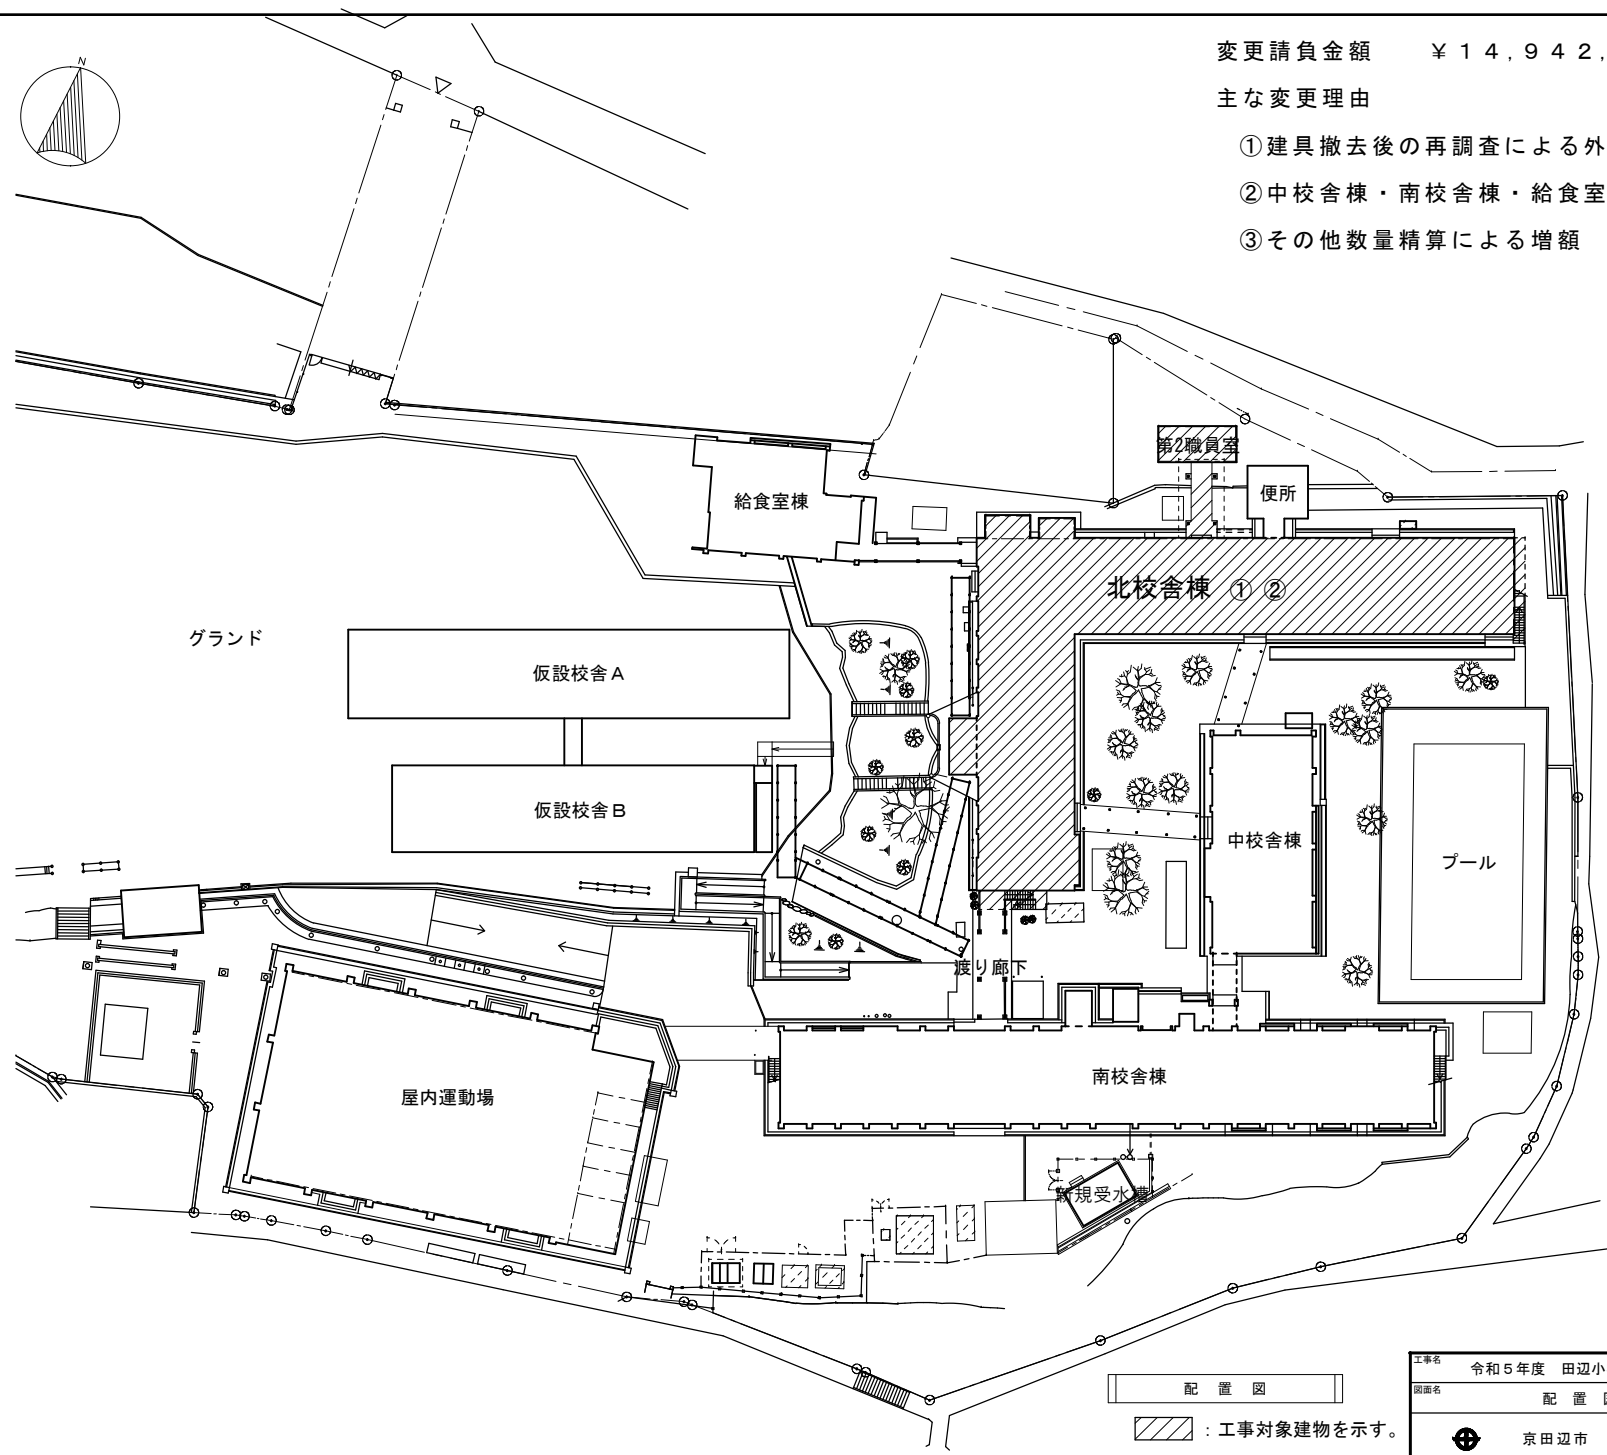 変更請負金額　￥１４，９４２，
主な変更理由
①建具撤去後の再調査による外
②中校舎棟・南校舎棟・給食室
③その他数量精算による増額
N
第2職員室
便所
給食室棟
北校舎棟 ① ②
グランド
仮設校舎A
仮設校舎B
中校舎棟
プール
渡り廊下
南校舎棟
屋内運動場
新規受水槽
配　置　図
：工事対象建物を示す。
工事名　令和５年度　田辺小
図面名　配　置　図
京田辺市